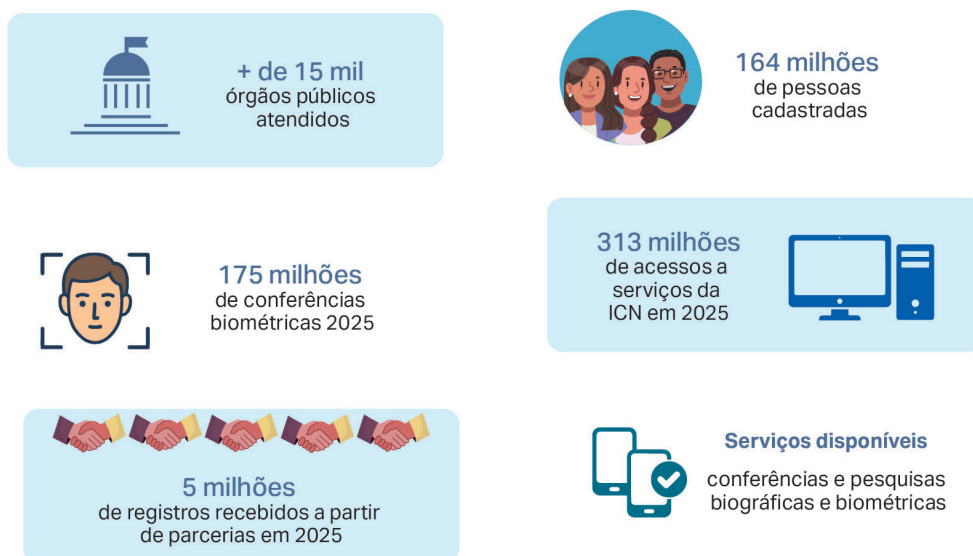 + de 15 mil
órgãos públicos
atendidos
164 milhões
de pessoas
cadastradas
175 milhões
de conferências
biométricas 2025
313 milhões
de acessos a
serviços da
ICN em 2025
5 milhões
de registros recebidos a partir
de parcerias em 2025
Serviços disponíveis
conferências e pesquisas
biográficas e biométricas